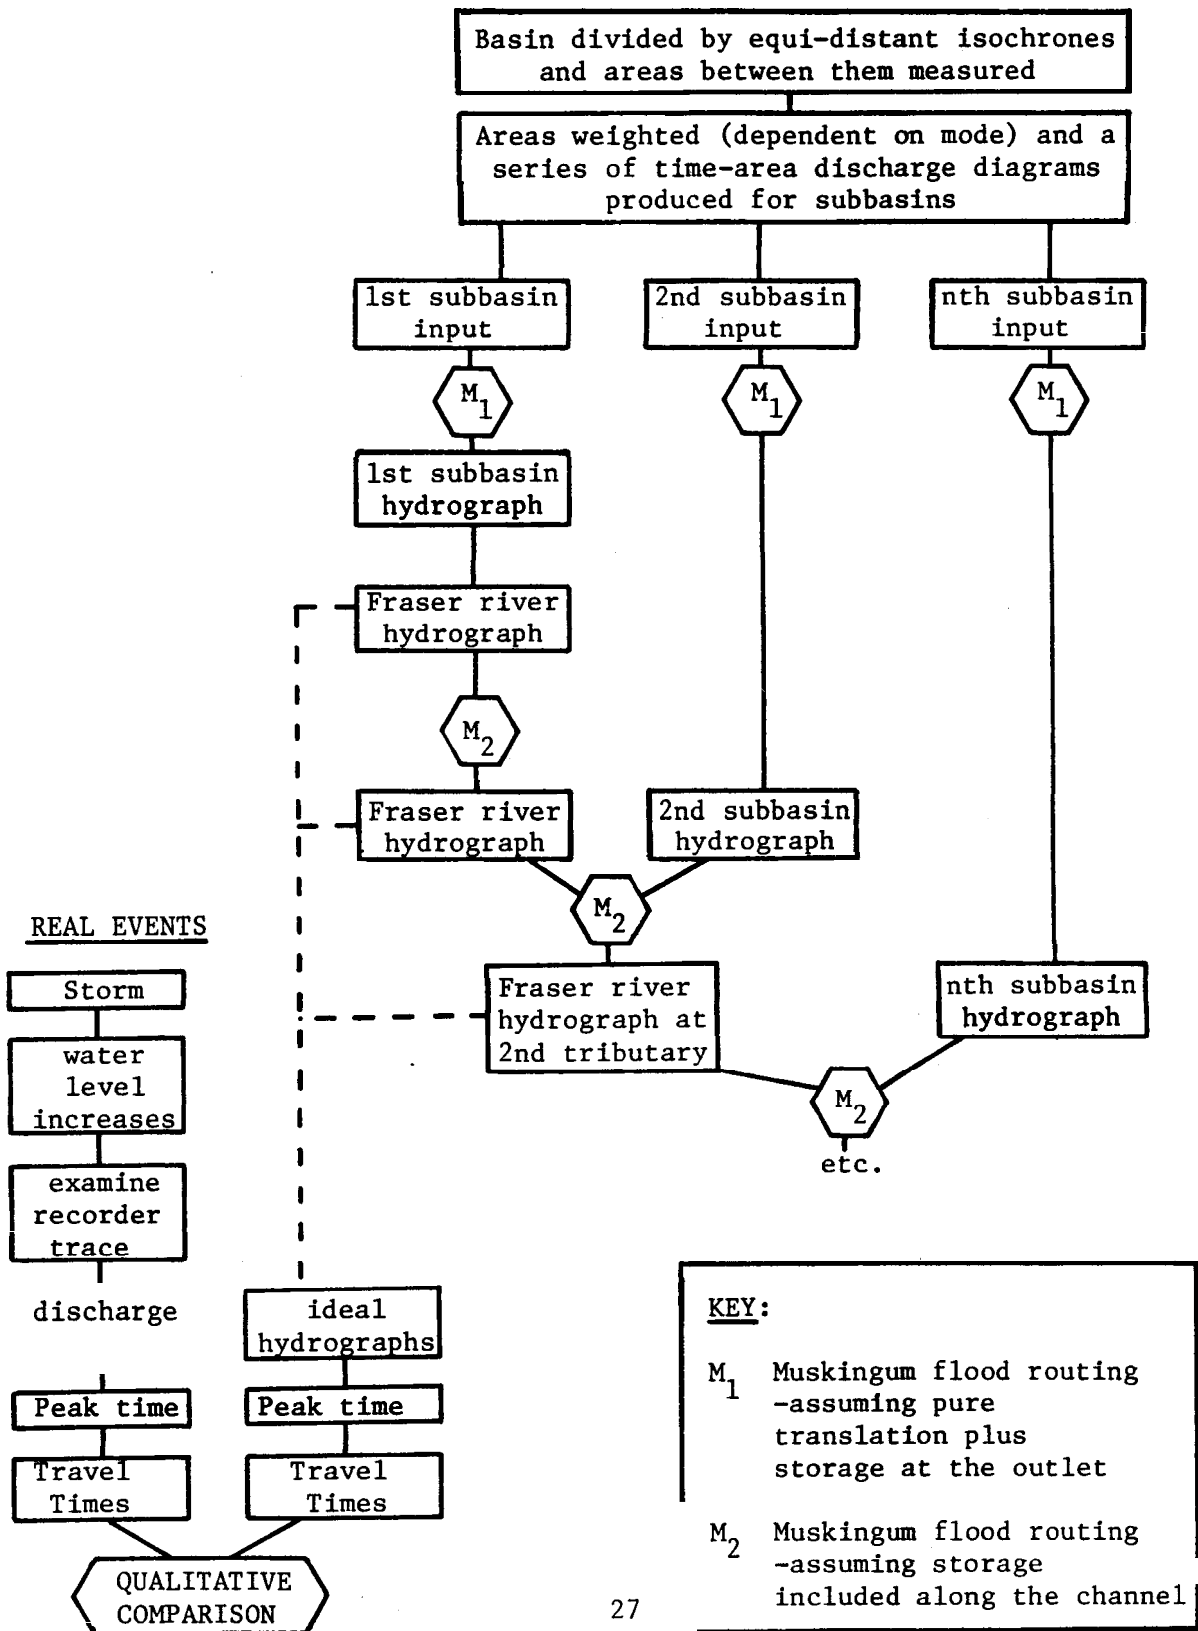 Basin divided by equi-distant isochrones
and areas between them measured
Areas weighted (dependent on mode) and a
series of time-area discharge diagrams
produced for subbasins
1st subbasin
input
2nd subbasin
input
nth subbasin
input
M1
M1
M1
1st subbasin
hydrograph
Fraser river
hydrograph
M2
Fraser river
hydrograph
2nd subbasin
hydrograph
M2
Fraser river
hydrograph at
2nd tributary
nth subbasin
hydrograph
M2
etc.
REAL EVENTS
Storm
water
level
increases
examine
recorder
trace
discharge
Peak time
Travel
Times
ideal
hydrographs
Peak time
Travel
Times
QUALITATIVE
COMPARISON
KEY:
M1 Muskingum flood routing
-assuming pure
translation plus
storage at the outlet
M2 Muskingum flood routing
-assuming storage
included along the channel
27